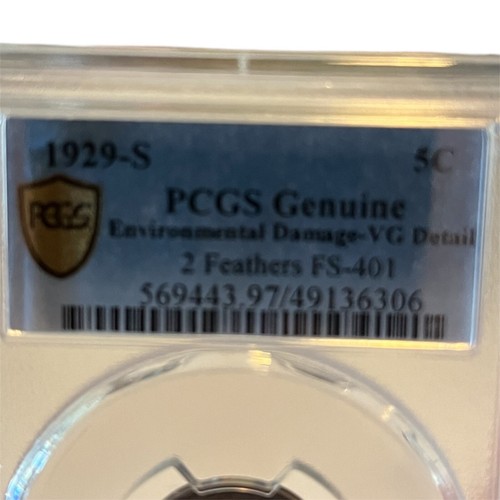 1929-S 5C
PCGS
PCGS Genuine
Environmental Damage-VG Detail
2 Feathers FS-401
569443.97/49136306